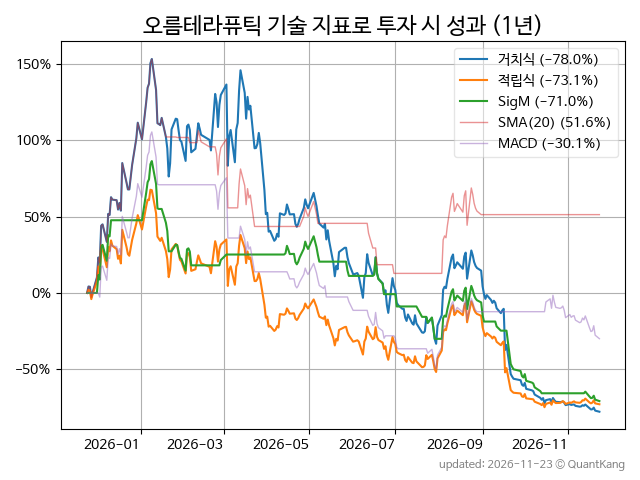 오름테라퓨틱 기술 지표로 투자 시 성과 (1년)
150%
100%
50%
0%
−50%
거치식 (−78.0%)
적립식 (−73.1%)
SigM (−71.0%)
SMA(20) (51.6%)
MACD (−30.1%)
2026-01
2026-03
2026-05
2026-07
2026-09
2026-11
updated: 2026-11-23 ⓒ QuantKang